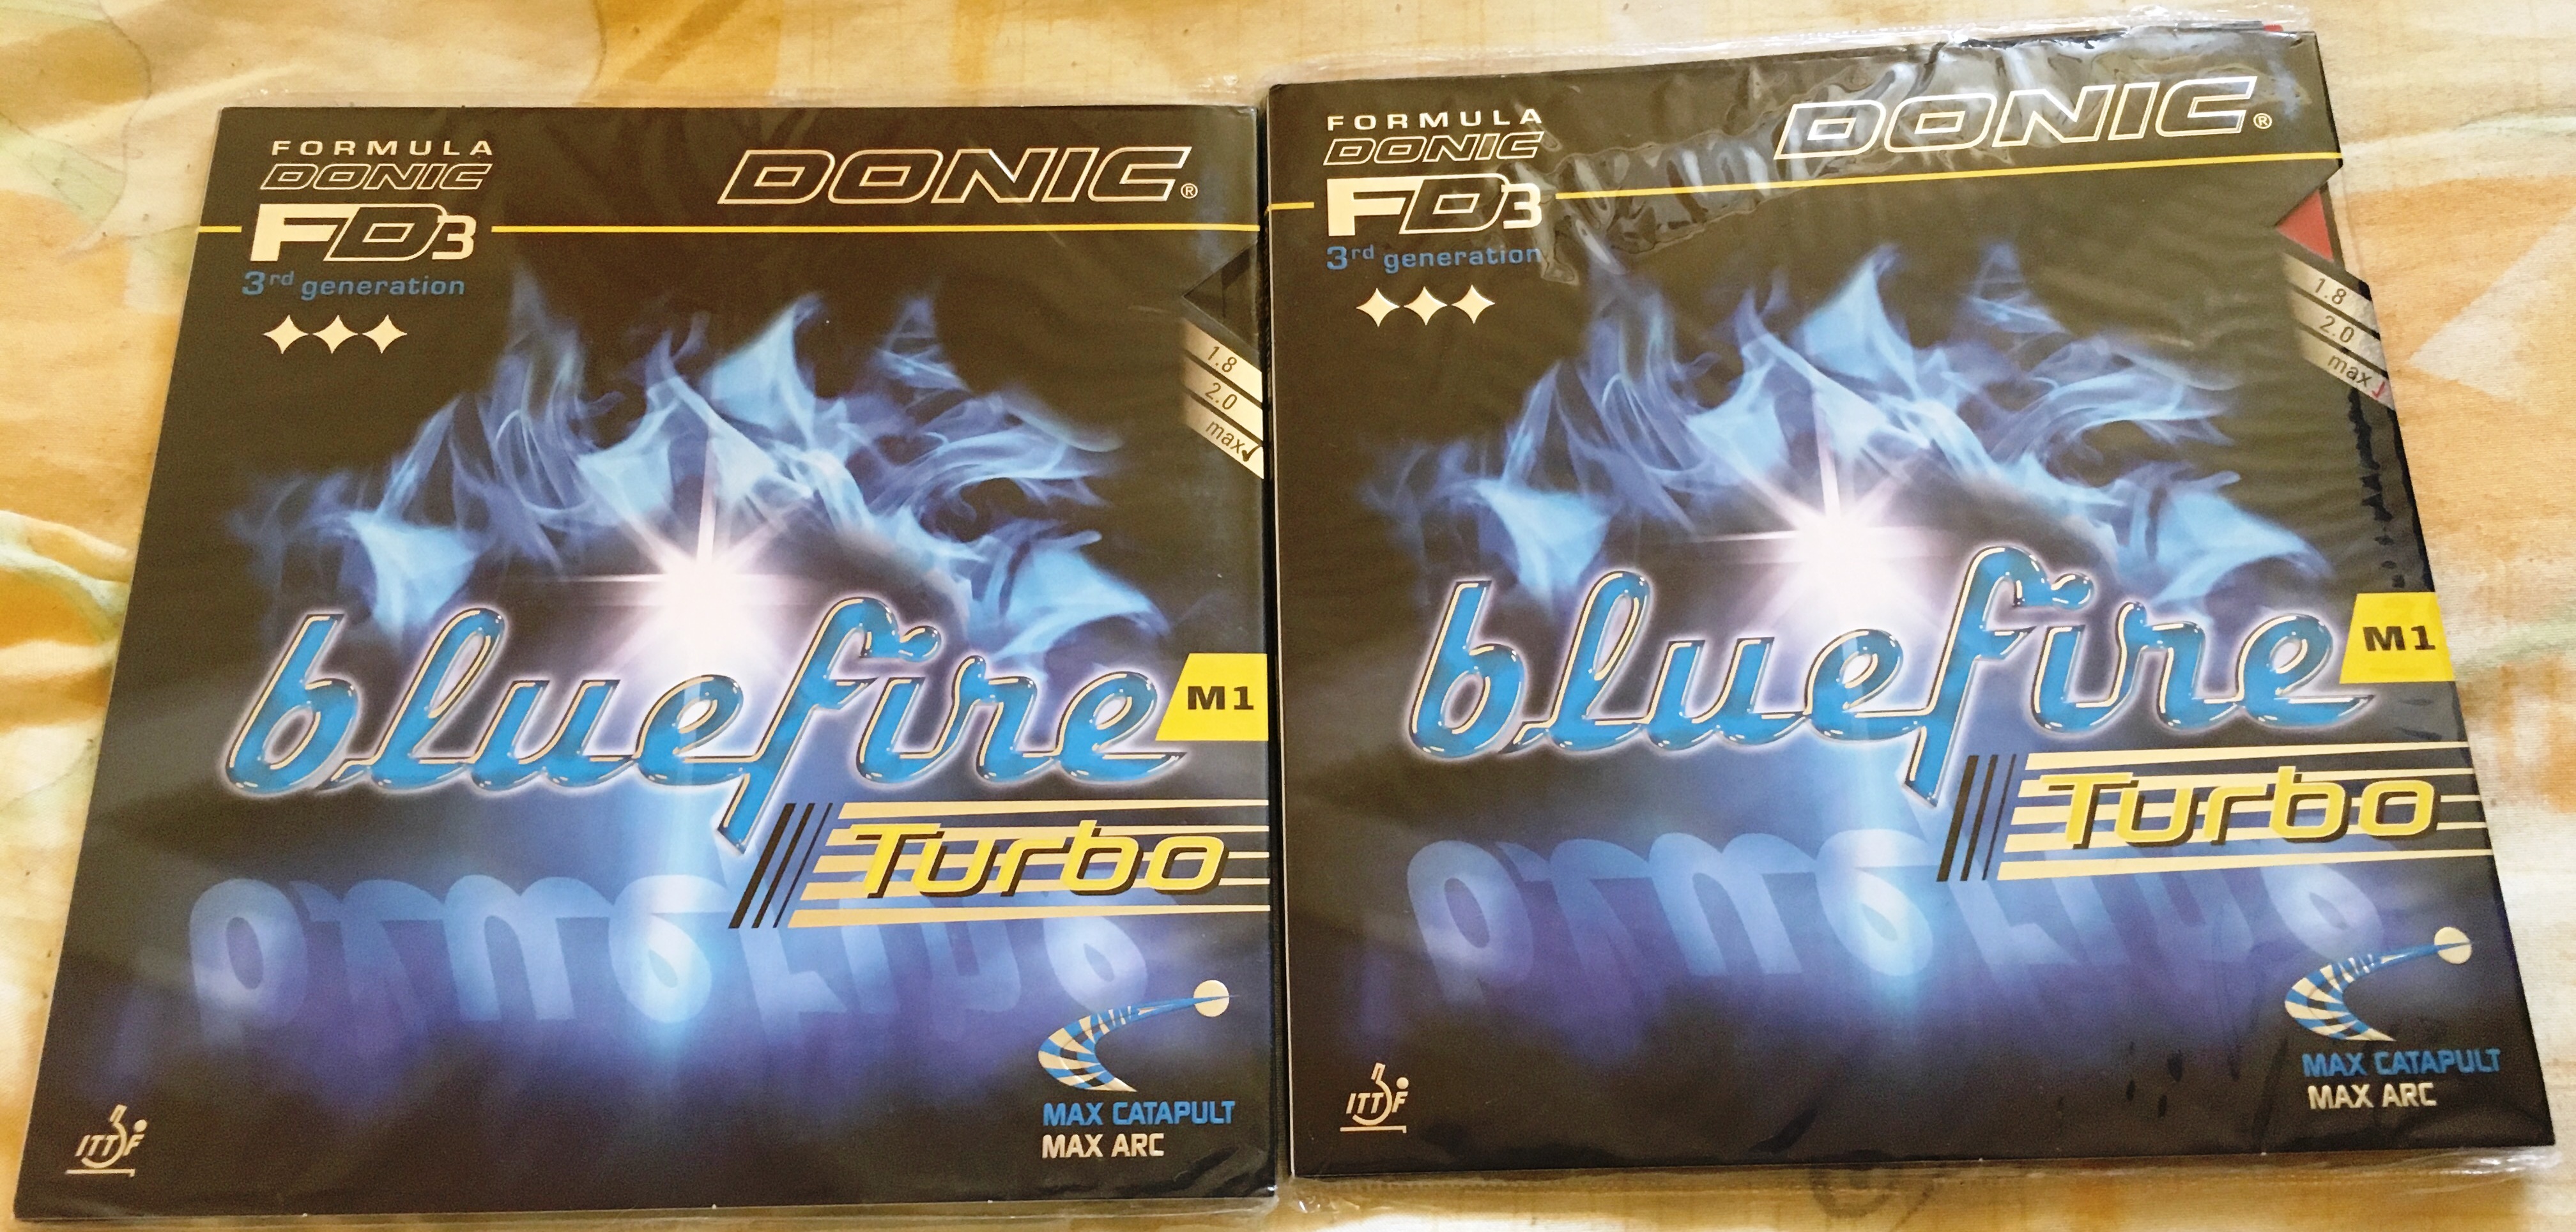 FORMULA
DONIC
FD3
3rd generation
DONIC®
1.8
2.0
max✓
bluefire
M1
Turbo
MAX CATAPULT
MAX ARC
ITTF
FORMULA
DONIC
FD3
3rd generation
DONIC®
1.8
2.0
max✓
bluefire
M1
Turbo
MAX CATAPULT
MAX ARC
ITTF